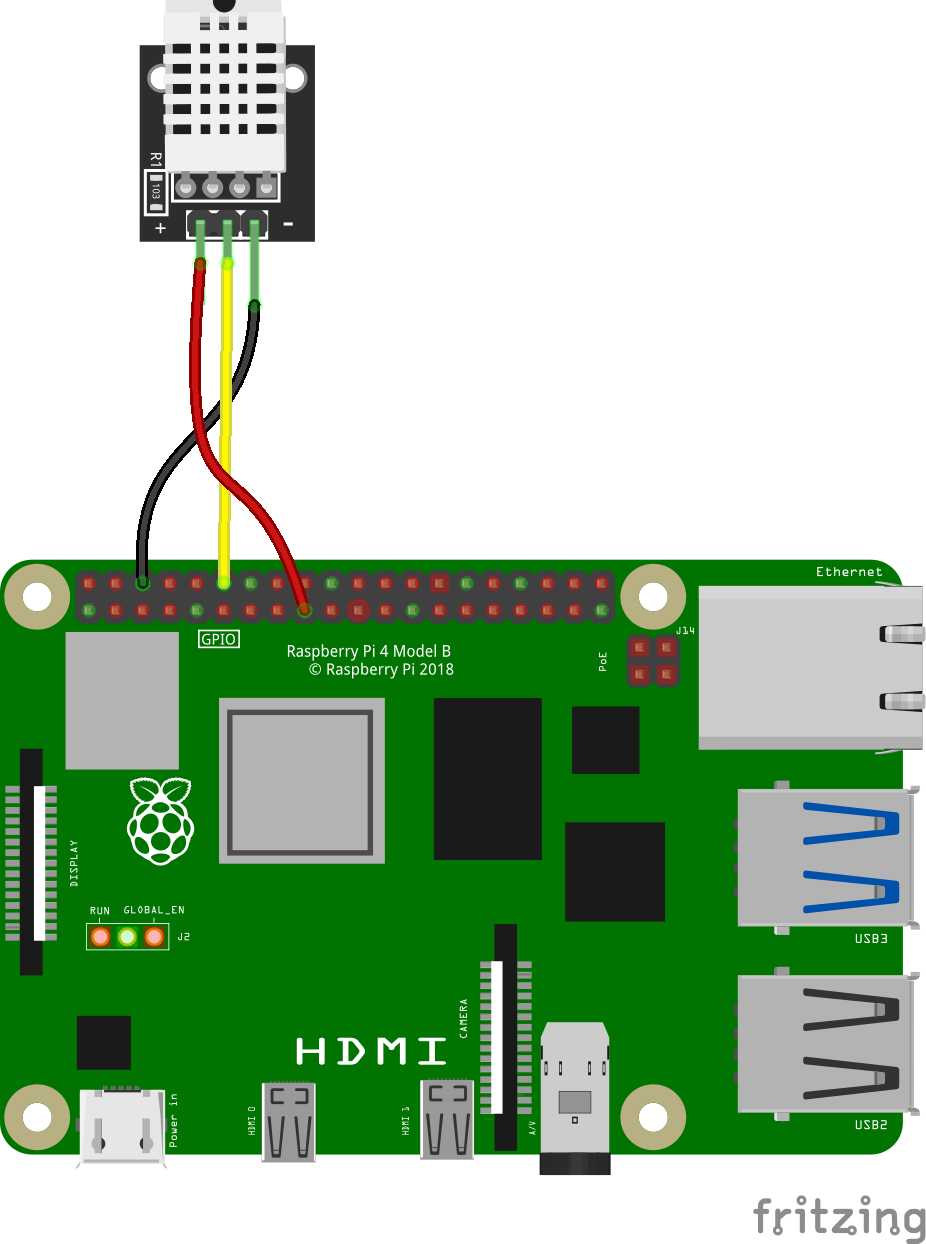 R1
103
+
-
Ethernet
GPIO
J14
Raspberry Pi 4 Model B
© Raspberry Pi 2018
PoE
DISPLAY
RUN
GLOBAL_EN
J2
USB3
CAMERA
HDMI
Power in
HDMI 0
HDMI 1
A/V
USB2
fritzing